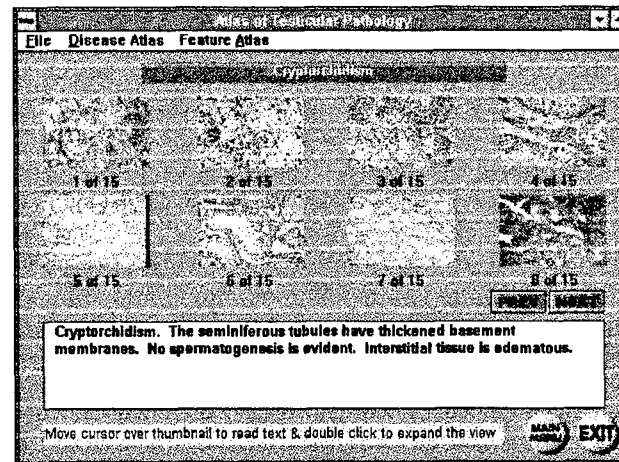 Atlas of Testicular Pathology
File Disease Atlas Feature Atlas
Cryptorchidism
1 of 15 2 of 15 3 of 15 4 of 15
5 of 15 6 of 15 7 of 15 8 of 15
PREV NEXT
Cryptorchidism. The seminiferous tubules have thickened basement
membranes. No spermatogenesis is evident. Interstitial tissue is edematous.
Move cursor over thumbnail to read text & double click to expand the view
MAIN
MENU
EXIT